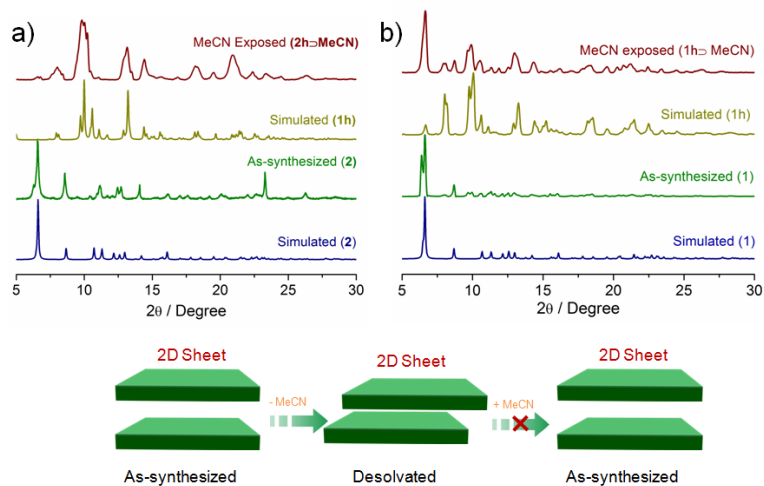 a)
MeCN Exposed (2h⊃MeCN)
Simulated (1h)
As-synthesized (2)
Simulated (2)
5 10 15 20 25 30
2θ / Degree
b)
MeCN exposed (1h⊃ MeCN)
Simulated (1h)
As-synthesized (1)
Simulated (1)
5 10 15 20 25 30
2θ / Degree
2D Sheet 2D Sheet 2D Sheet
- MeCN + MeCN
As-synthesized Desolvated As-synthesized